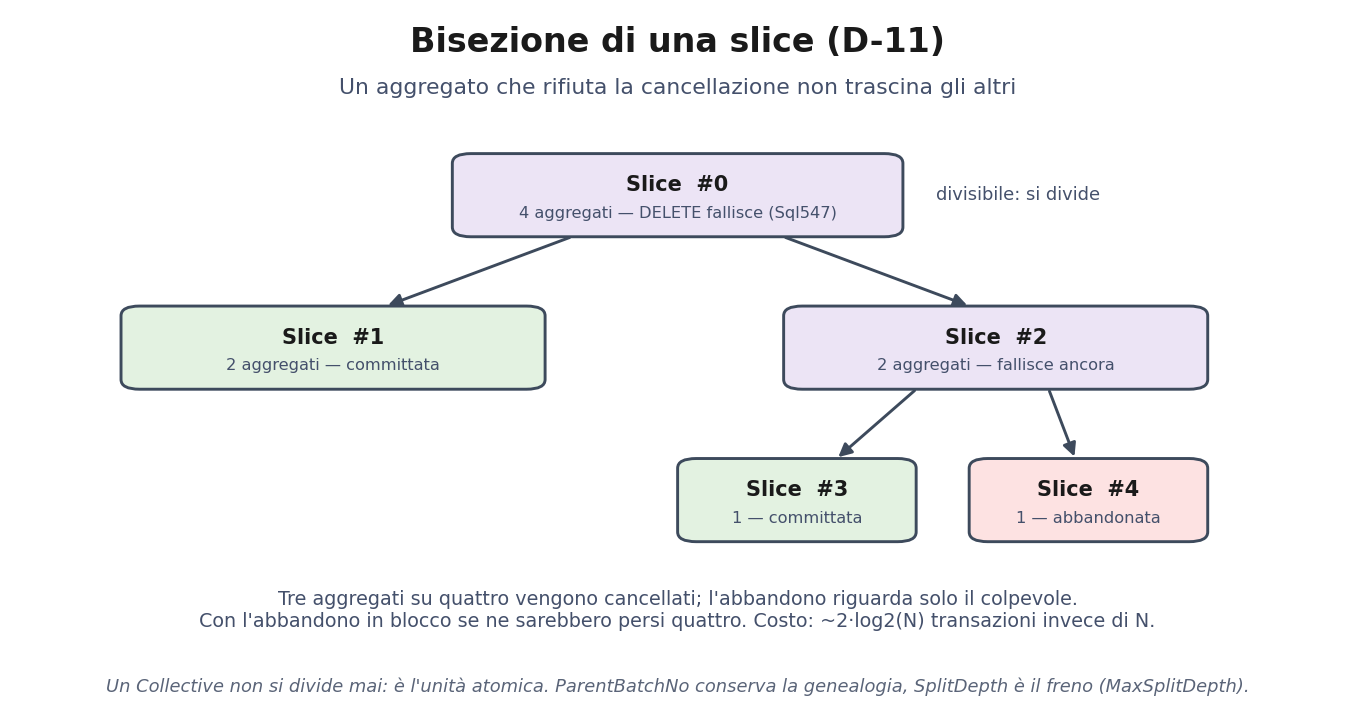 Bisezione di una slice (D-11)
Un aggregato che rifiuta la cancellazione non trascina gli altri
Slice #0
4 aggregati — DELETE fallisce (Sql547)
divisibile: si divide
Slice #1
2 aggregati — committata
Slice #2
2 aggregati — fallisce ancora
Slice #3
1 — committata
Slice #4
1 — abbandonata
Tre aggregati su quattro vengono cancellati; l'abbandono riguarda solo il colpevole.
Con l'abbandono in blocco se ne sarebbero persi quattro. Costo: ~2·log2(N) transazioni invece di N.
Un Collective non si divide mai: è l'unità atomica. ParentBatchNo conserva la genealogia, SplitDepth è il freno (MaxSplitDepth).